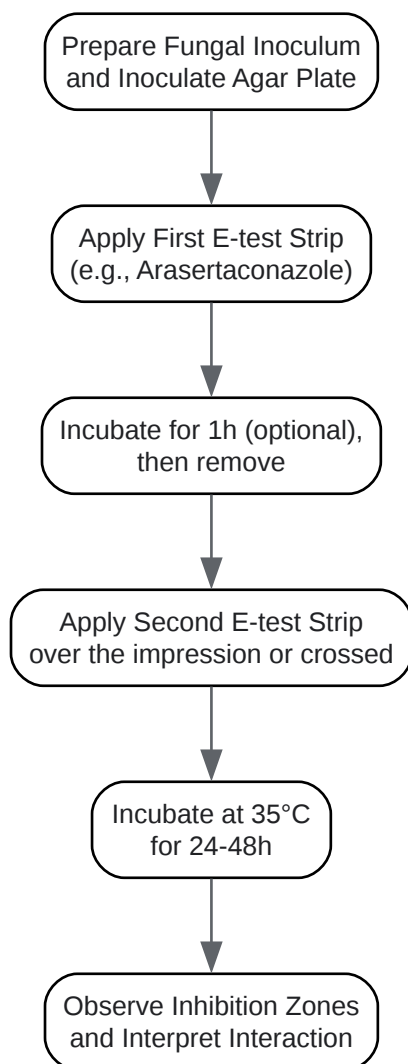 Prepare Fungal Inoculum
and Inoculate Agar Plate
Apply First E-test Strip
(e.g., Arasertaconazole)
Incubate for 1h (optional),
then remove
Apply Second E-test Strip
over the impression or crossed
Incubate at 35°C
for 24-48h
Observe Inhibition Zones
and Interpret Interaction